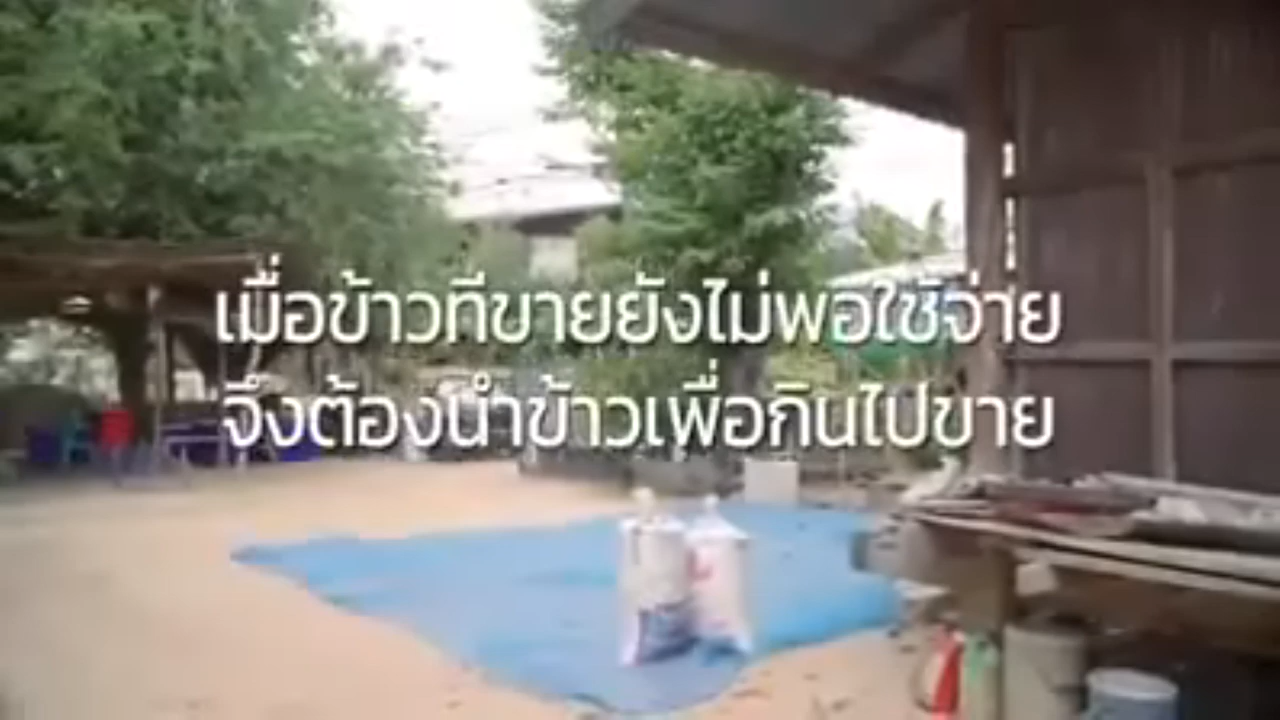 เมื่อข้าวที่ขายยังไม่พอใช้จ่าย
จึงต้องนำข้าวเพื่อกินไปขาย